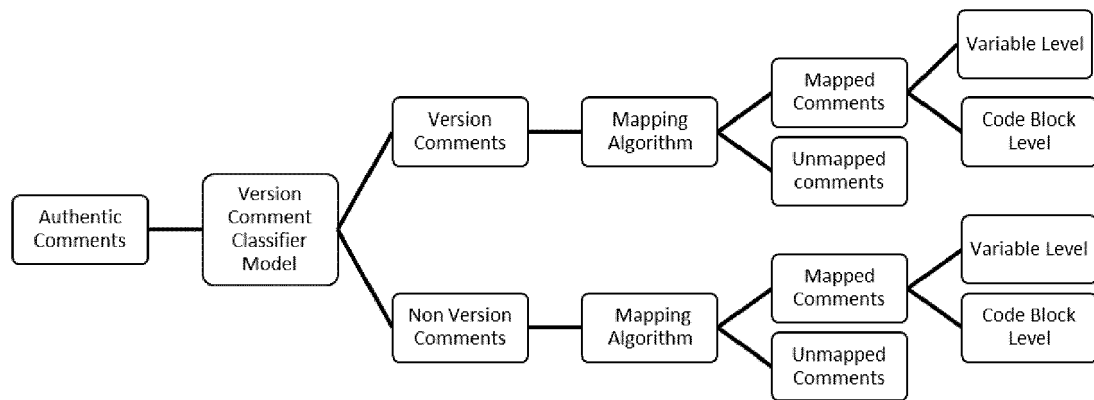 Authentic
Comments
Version
Comment
Classifier
Model
Version
Comments
Mapping
Algorithm
Mapped
Comments
Variable Level
Code Block
Level
Unmapped
comments
Non Version
Comments
Mapping
Algorithm
Mapped
Comments
Variable Level
Code Block
Level
Unmapped
Comments